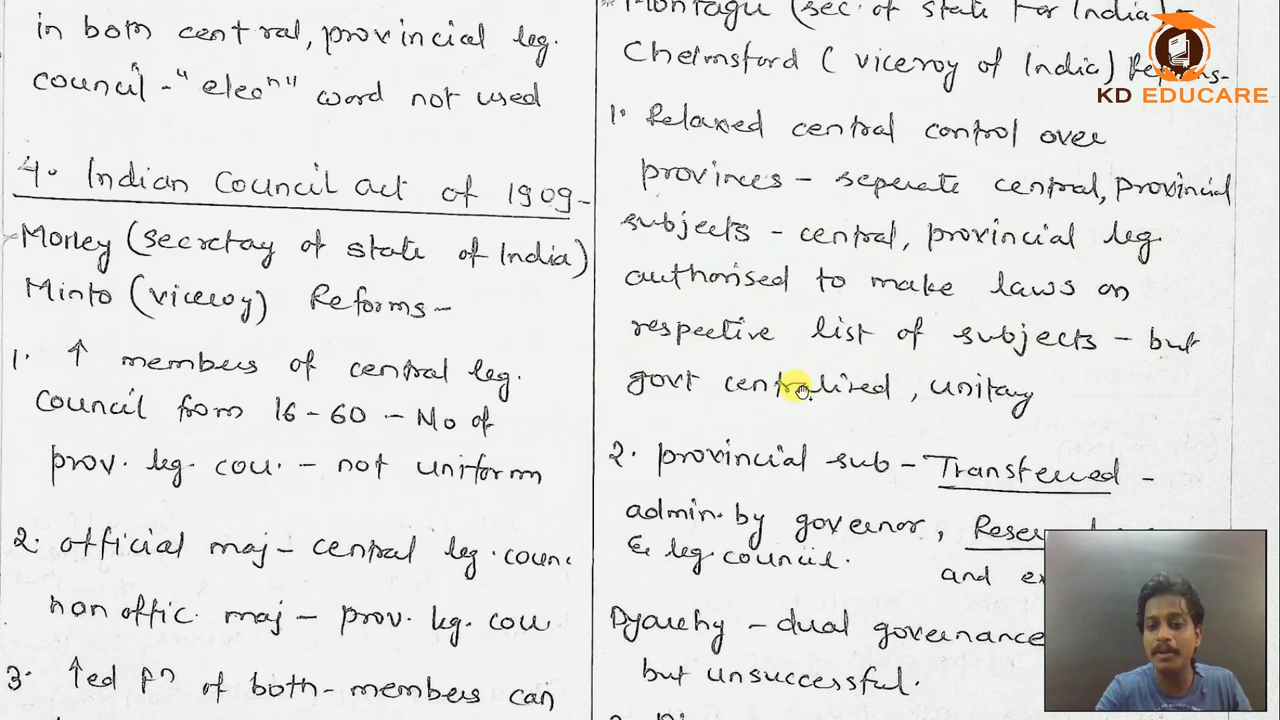 in both central, provincial leg.
council - "elecⁿ" word not used
4. Indian Council act of 1909 -
Morley (secretay of state of India)
Minto (viceroy) Reforms -
1. ↑ members of central leg.
council from 16 - 60 - No of
prov. leg. cou. - not uniform
2. official maj - central leg. counc
non offic. maj - prov. leg. cou
3. ↑ed fⁿ of both - members can
Montagu (sec. of state for India) -
Chelmsford (viceroy of India)
1. Relaxed central control over
provinces - seperate central, provincial
subjects - central, provincial leg.
authorised to make laws on
respective list of subjects - but
govt centralised, unitay
2. provincial sub - Transferred -
admin. by governor,
& leg. council. and
Dyarchy - dual governance
but unsuccessful.
KD EDUCARE